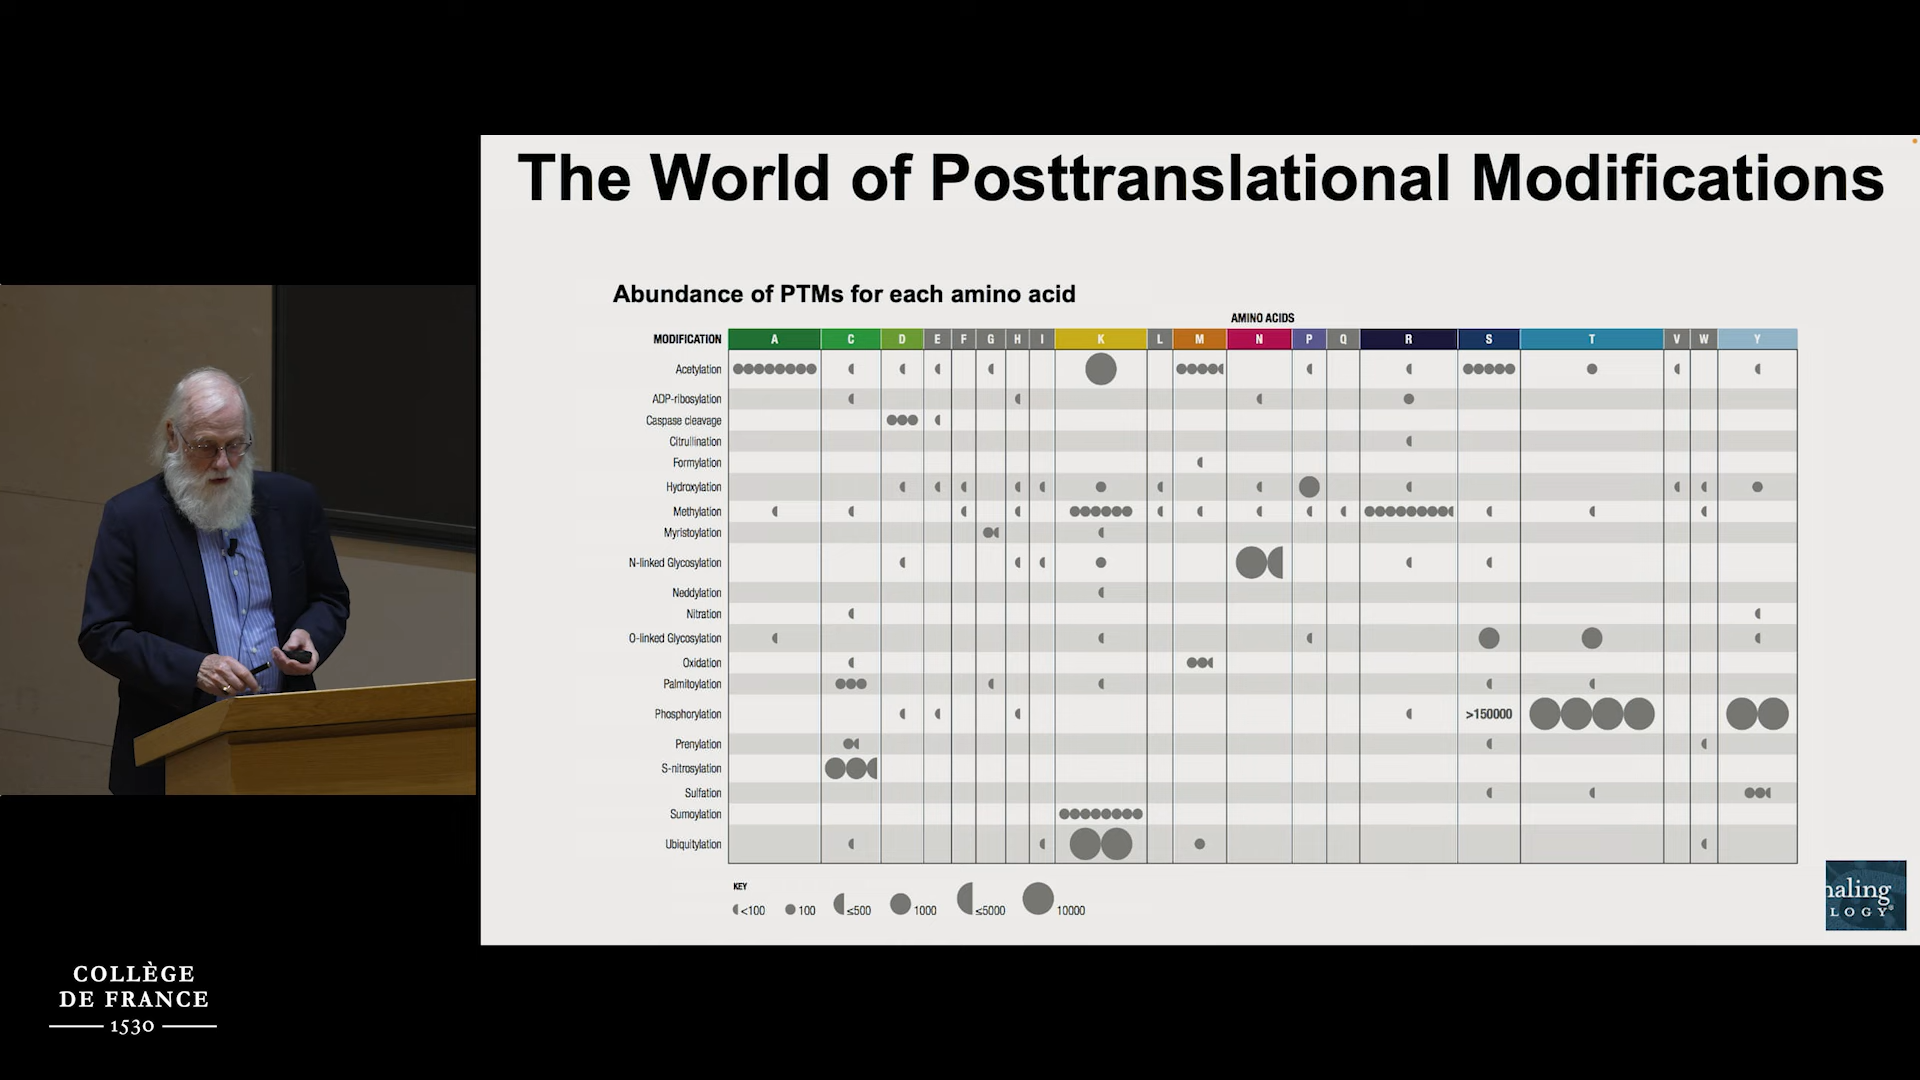 The World of Posttranslational Modifications
Abundance of PTMs for each amino acid
AMINO ACIDS
MODIFICATION A C D E F G H I K L M N P Q R S T V W Y
Acetylation
ADP-ribosylation
Caspase cleavage
Citrullination
Formylation
Hydroxylation
Methylation
Myristoylation
N-linked Glycosylation
Neddylation
Nitration
O-linked Glycosylation
Oxidation
Palmitoylation
Phosphorylation >150000
Prenylation
S-nitrosylation
Sulfation
Sumoylation
Ubiquitylation
KEY
<100 100 ≤500 1000 ≤5000 10000
naling
LOGY®
COLLÈGE
DE FRANCE
1530